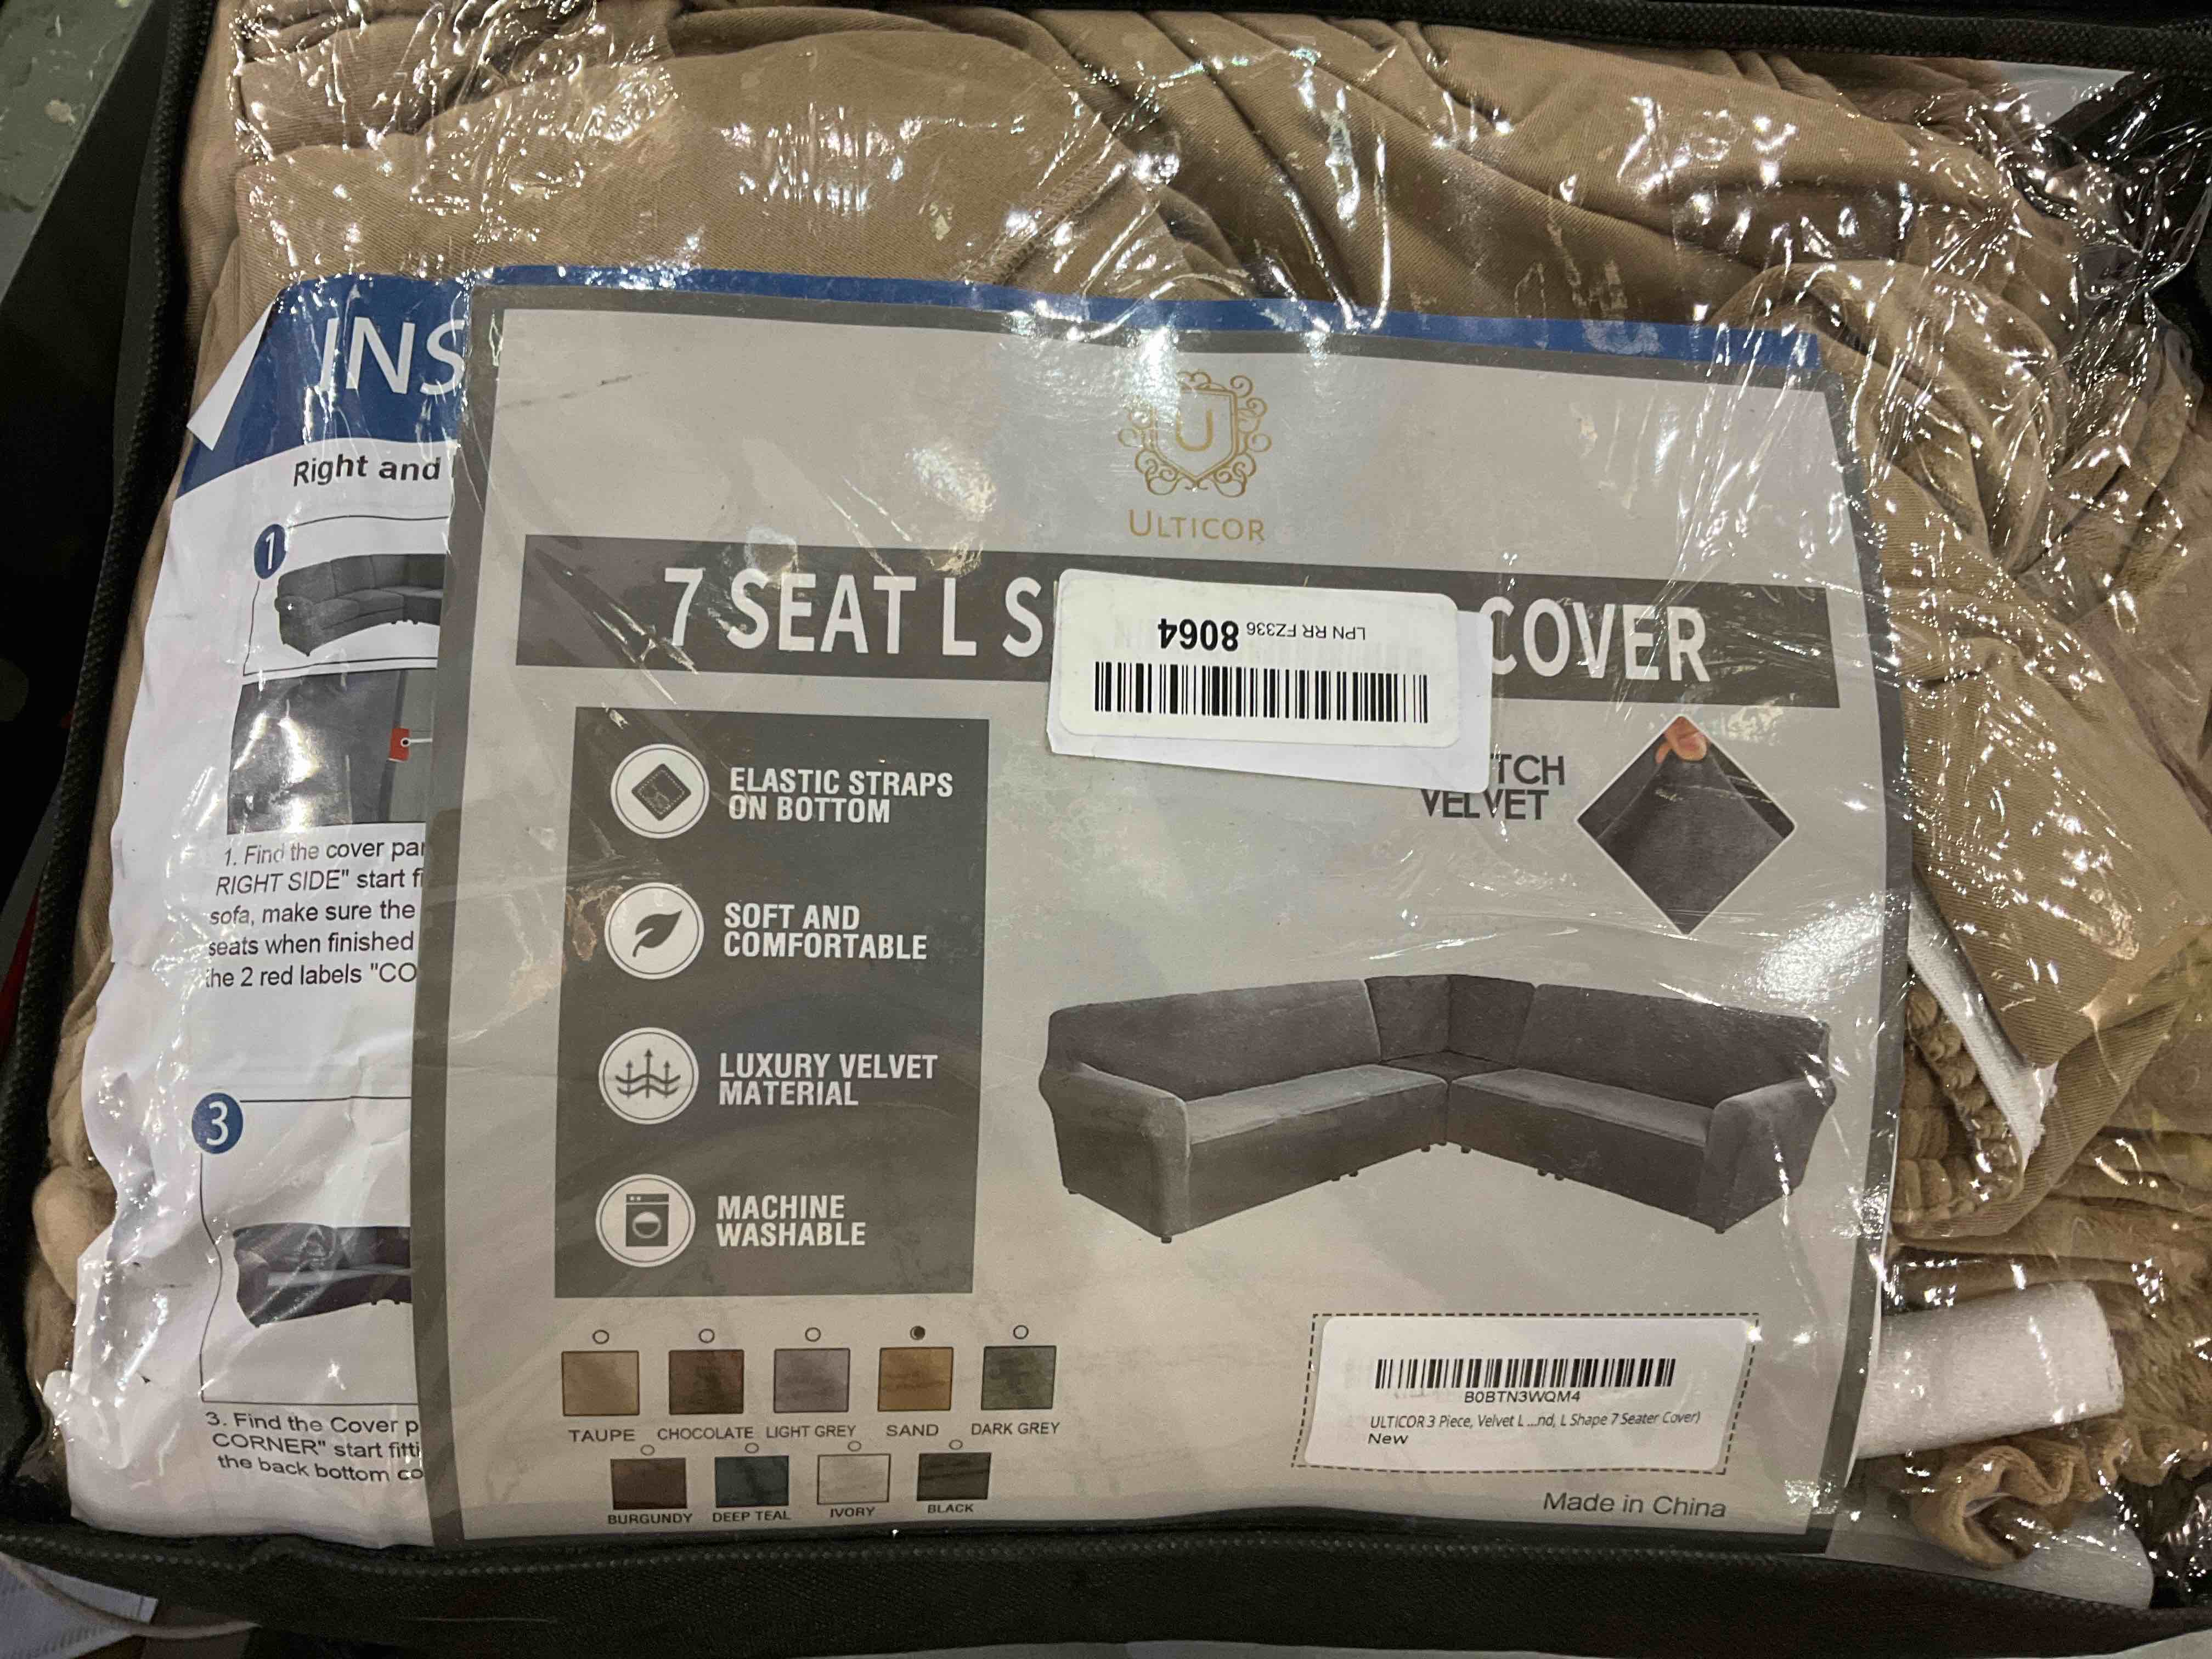 INS
Right and
1
1. Find the cover
RIGHT SIDE" start
sofa, make sure the
seats when finished
the 2 red labels "CO
3
3. Find the Cover p
CORNER" start fitti
the back bottom co
U
ULTICOR
7 SEAT L S COVER
LPN RR FZ336 8064
ELASTIC STRAPS
ON BOTTOM
SOFT AND
COMFORTABLE
LUXURY VELVET
MATERIAL
MACHINE
WASHABLE
TCH
VELVET
TAUPE CHOCOLATE LIGHT GREY SAND DARK GREY
BURGUNDY DEEP TEAL IVORY BLACK
B0BTN3WQM4
ULTICOR 3 Piece, Velvet L ...nd, L Shape 7 Seater Cover)
New
Made in China